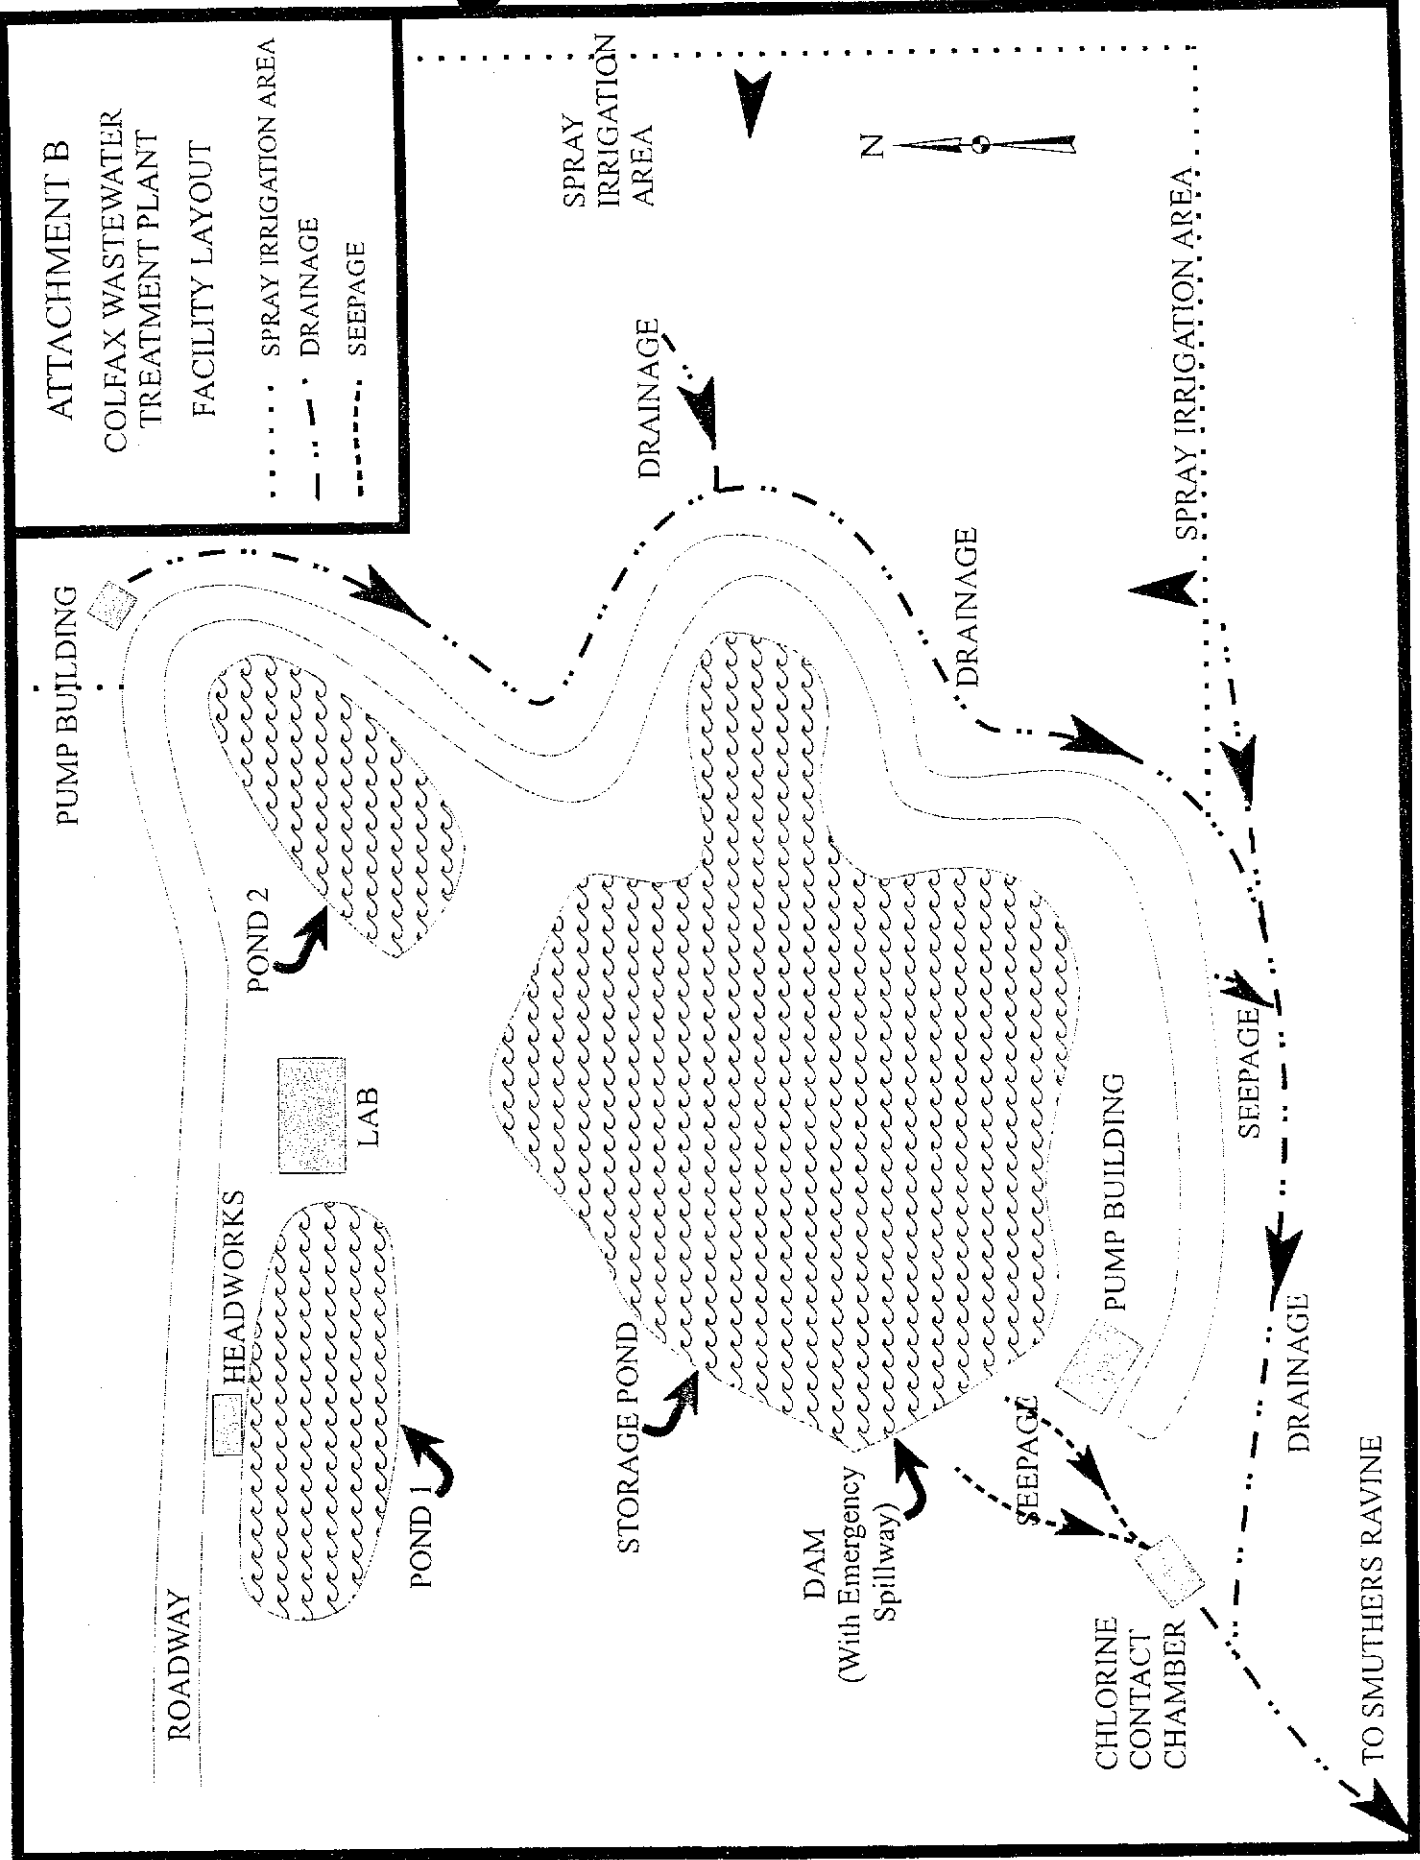 ATTACHMENT B
COLFAX WASTEWATER
TREATMENT PLANT
FACILITY LAYOUT
SPRAY IRRIGATION AREA
DRAINAGE
SEEPAGE
PUMP BUILDING
ROADWAY
HEADWORKS
POND 2
LAB
POND 1
SPRAY
IRRIGATION
AREA
N
DRAINAGE
STORAGE POND
DAM
(With Emergency
Spillway)
DRAINAGE
SEEPAGE
PUMP BUILDING
SPRAY IRRIGATION AREA
SEEPAGE
CHLORINE
CONTACT
CHAMBER
DRAINAGE
TO SMUTHERS RAVINE